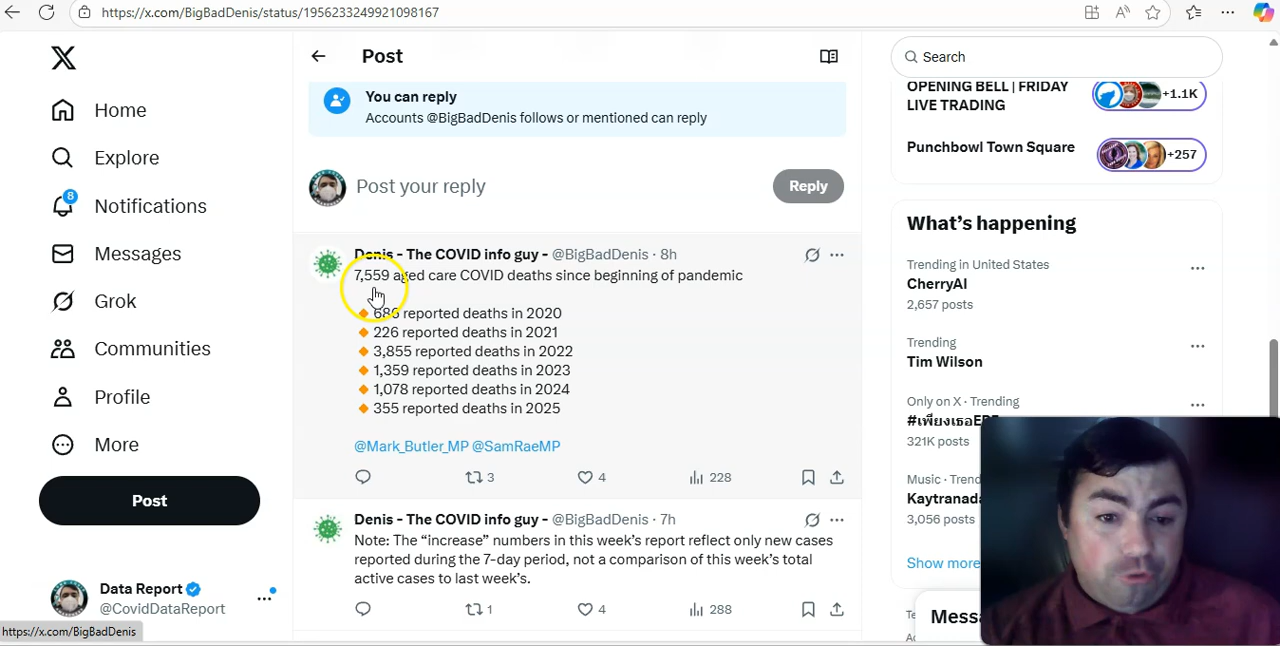 https://x.com/BigBadDenis/status/1956233249921098167
Home
Explore
8
Notifications
Messages
Grok
Communities
Profile
More
Post
Data Report
@CovidDataReport
https://x.com/BigBadDenis
Post
You can reply
Accounts @BigBadDenis follows or mentioned can reply
Post your reply
Reply
Denis - The COVID info guy - @BigBadDenis · 8h
7,559 aged care COVID deaths since beginning of pandemic
686 reported deaths in 2020
226 reported deaths in 2021
3,855 reported deaths in 2022
1,359 reported deaths in 2023
1,078 reported deaths in 2024
355 reported deaths in 2025
@Mark_Butler_MP @SamRaeMP
3
4
228
Denis - The COVID info guy - @BigBadDenis · 7h
Note: The “increase” numbers in this week’s report reflect only new cases
reported during the 7-day period, not a comparison of this week’s total
active cases to last week’s.
1
4
288
Search
OPENING BELL | FRIDAY
LIVE TRADING
+1.1K
Punchbowl Town Square
+257
What’s happening
Trending in United States
CherryAI
2,657 posts
Trending
Tim Wilson
Only on X · Trending
321K posts
Music · Trend
Kaytranada
3,056 posts
Show more
Mess